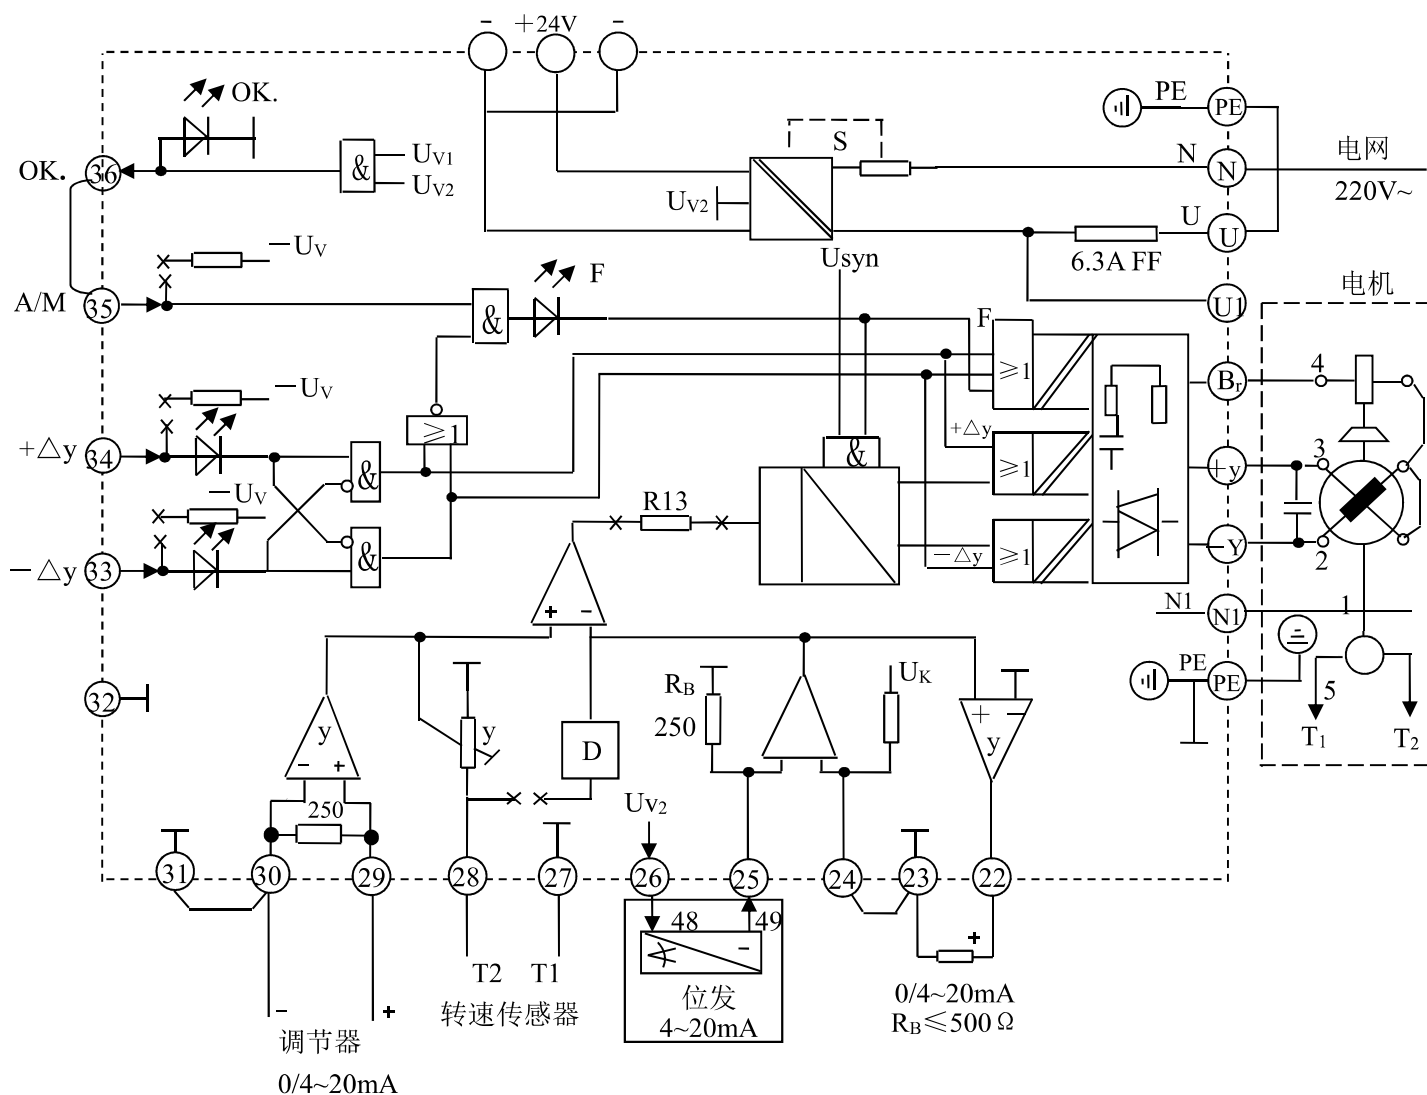 - +24V -
OK.
PE PE
36
OK.
& UV1
UV2
S
N N
电网
220V~
UV2
U U
6.3A FF
-UV
Usyn
A/M 35
F
&
U1
电机
F
≥1
Br 4
-UV
≥1
+△y 34
&
+△y
≥1
&
+y 3
-UV
R13
-△y 33
&
-△y
≥1
-Y 2
+ -
N1 N1 1
32
RB
250
UK
PE PE
5
T1 T2
y
- +
250
y
D
+ -
y
UV2
31 30 29 28 27 26 25 24 23 22
48 49
-
+
T2 T1
转速传感器
位发
4~20mA
0/4~20mA
RB≤500Ω
- +
调节器
0/4~20mA